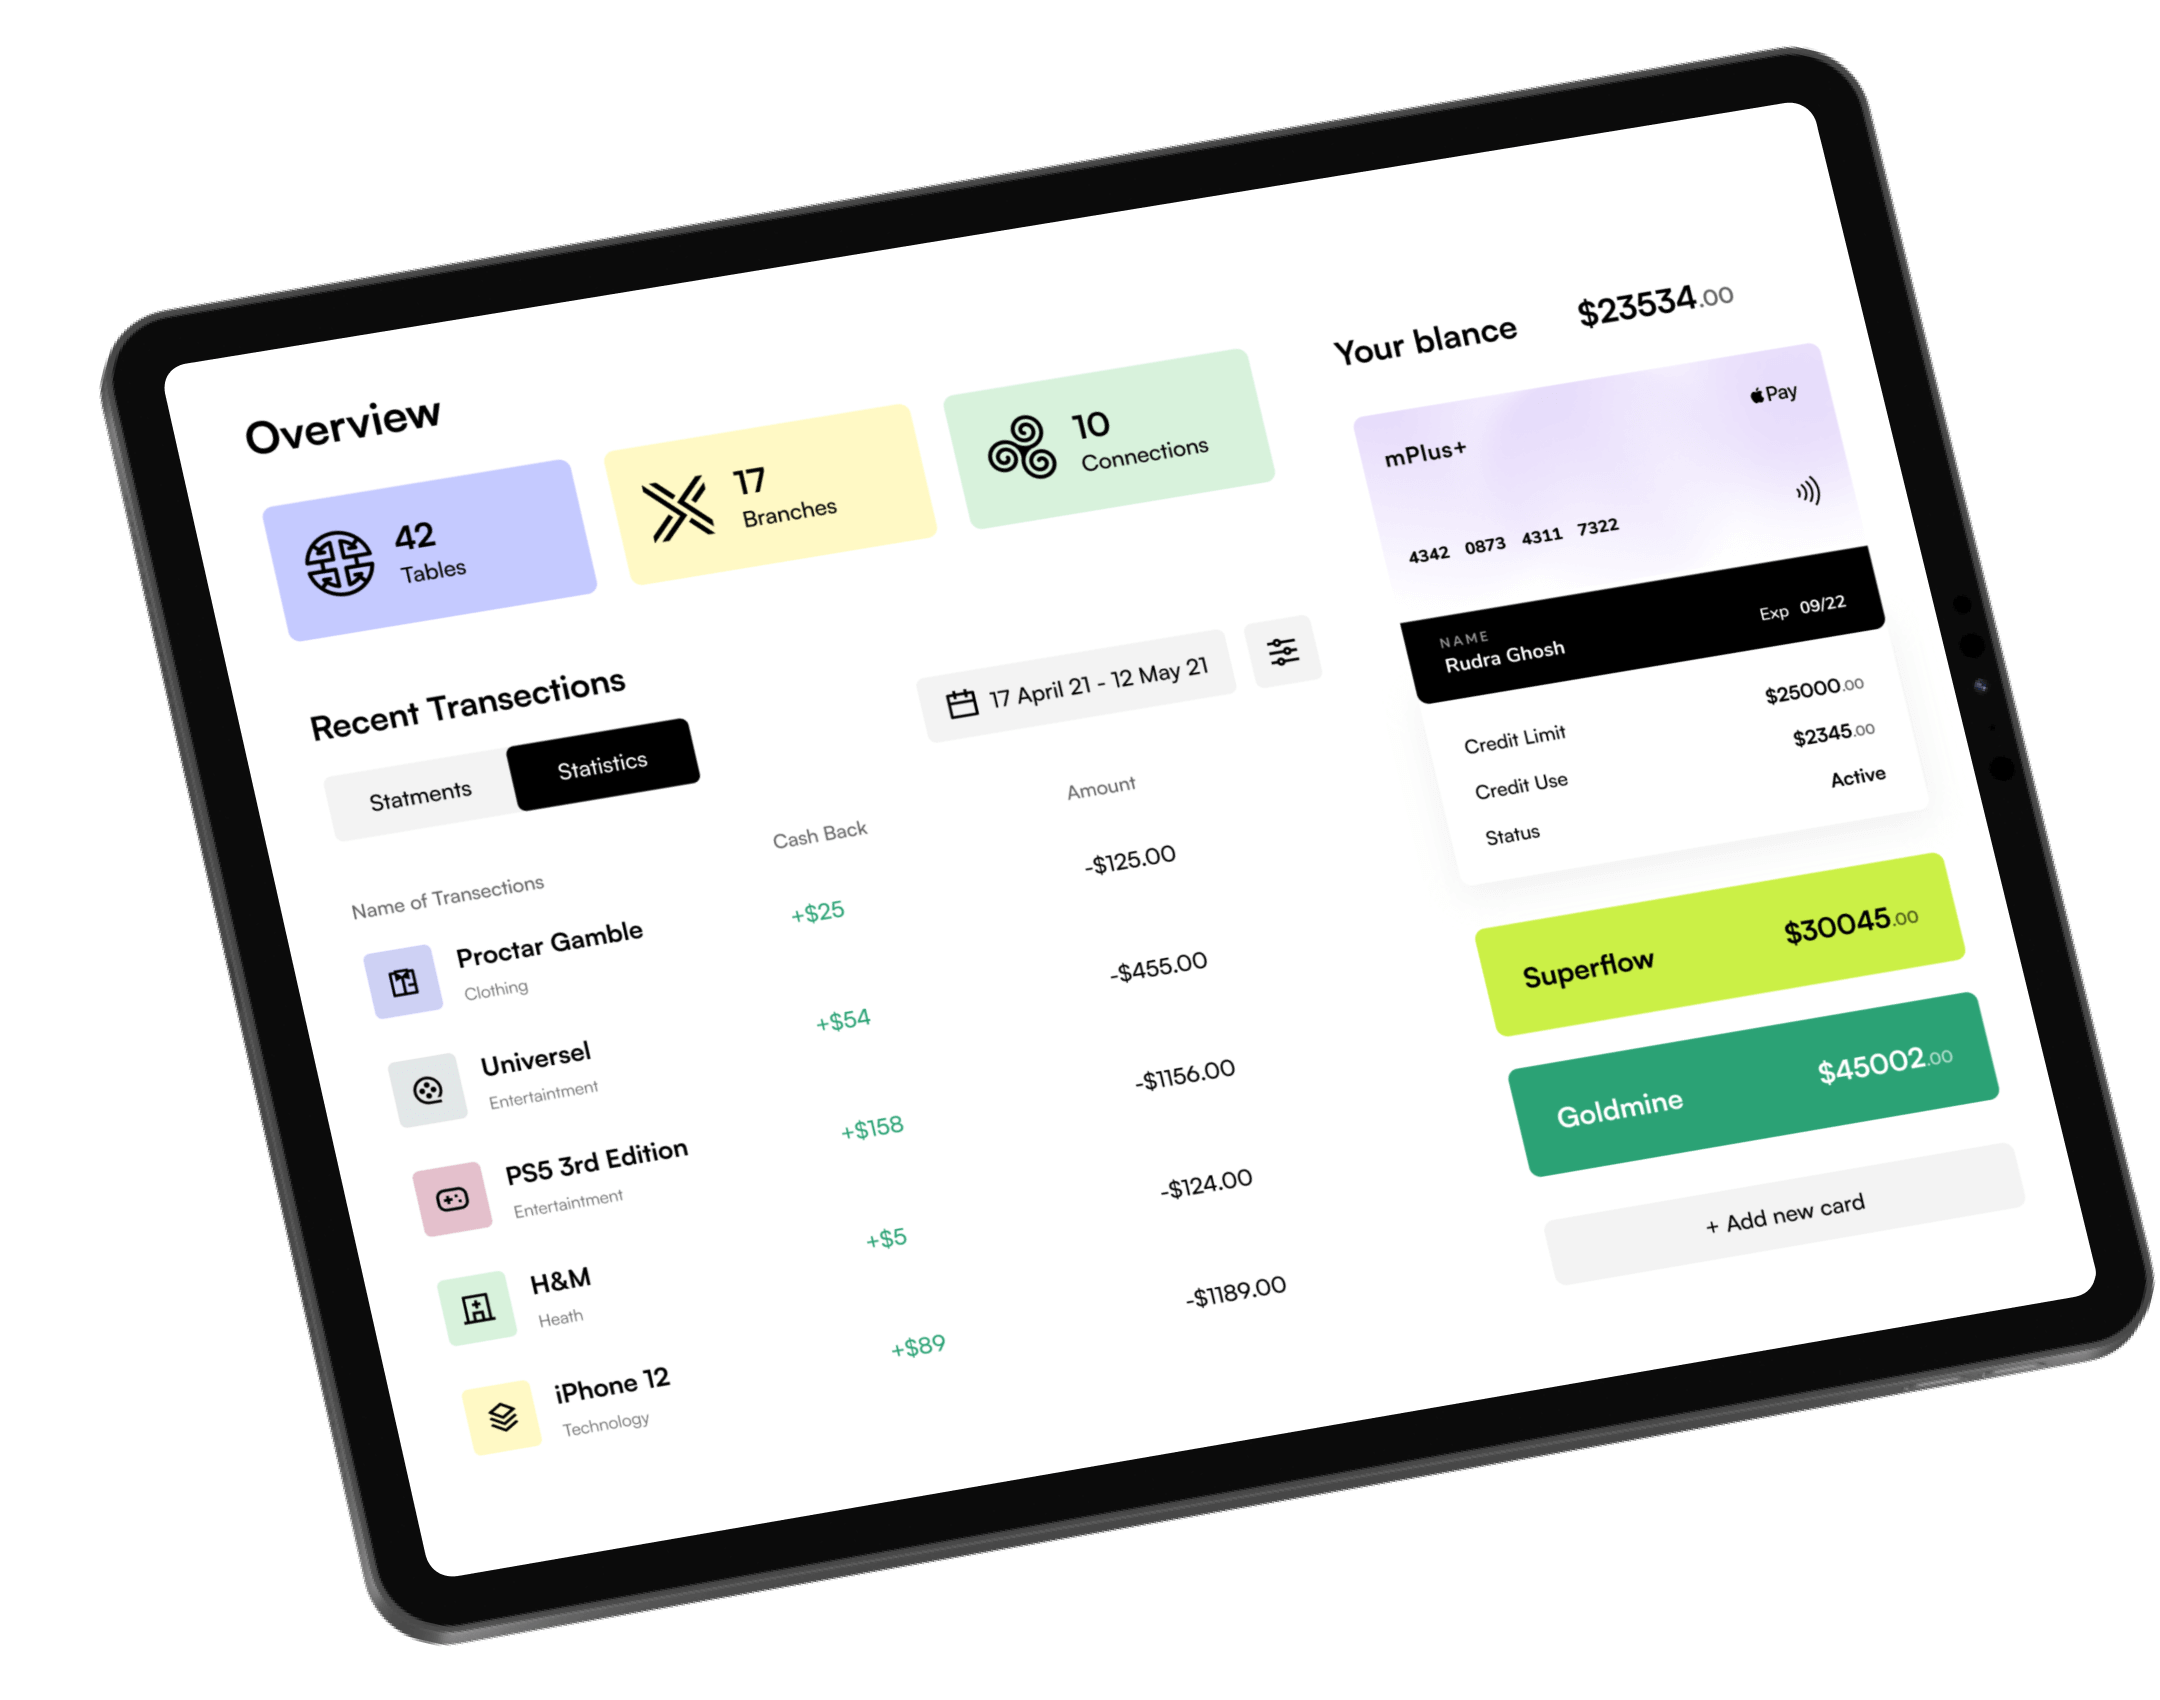 Overview
42
Tables
17
Branches
10
Connections
Recent Transections
17 April 21 - 12 May 21
Statments
Statistics
Name of Transections
Cash Back
Amount
Proctar Gamble
Clothing
+$25
-$125.00
Universel
Entertaintment
+$54
-$455.00
PS5 3rd Edition
Entertaintment
+$158
-$1156.00
H&M
Heath
+$5
-$124.00
iPhone 12
Technology
+$89
-$1189.00
Your blance
$23534.00
Pay
mPlus+
4342 0873 4311 7322
NAME
Rudra Ghosh
Exp 09/22
Credit Limit
$25000.00
Credit Use
$2345.00
Status
Active
Superflow
$30045.00
Goldmine
$45002.00
+ Add new card